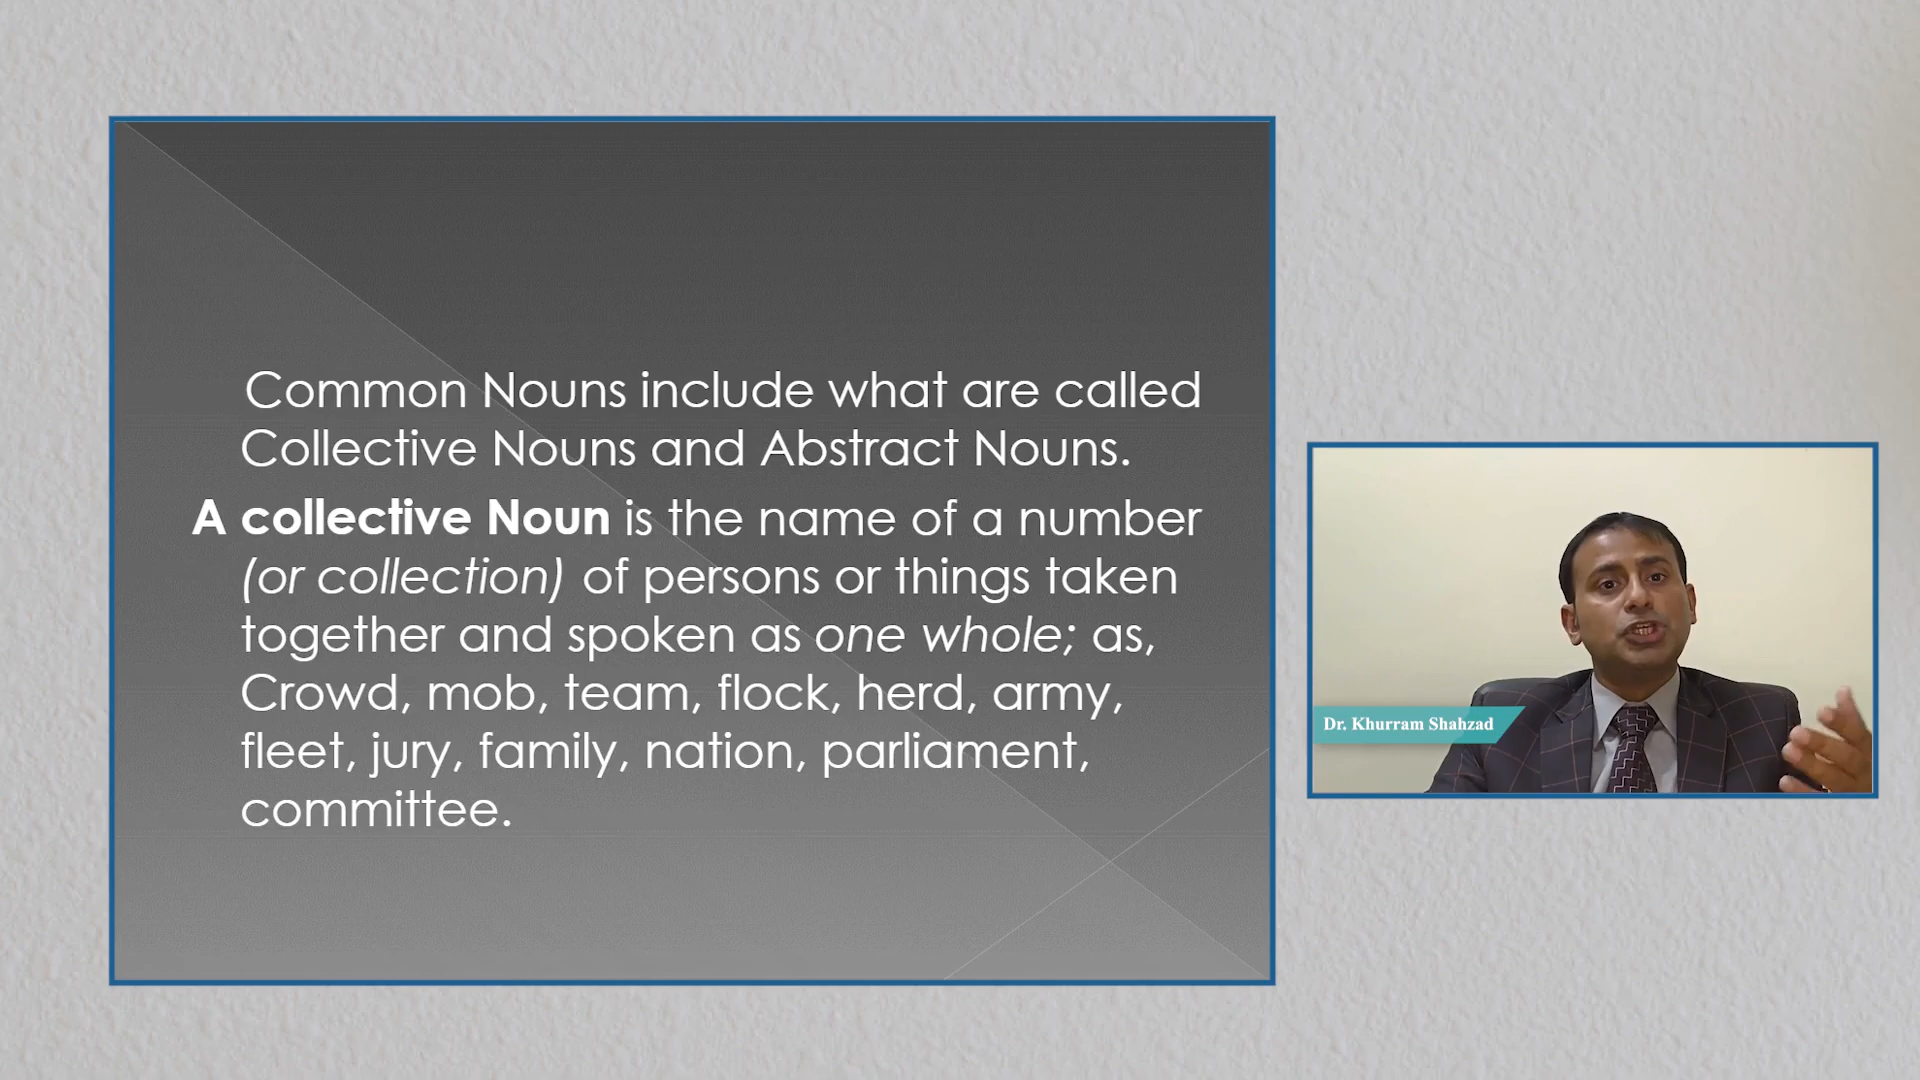 Common Nouns include what are called
Collective Nouns and Abstract Nouns.
A collective Noun is the name of a number
(or collection) of persons or things taken
together and spoken as one whole; as,
Crowd, mob, team, flock, herd, army,
fleet, jury, family, nation, parliament,
committee.
Dr. Khurram Shahzad